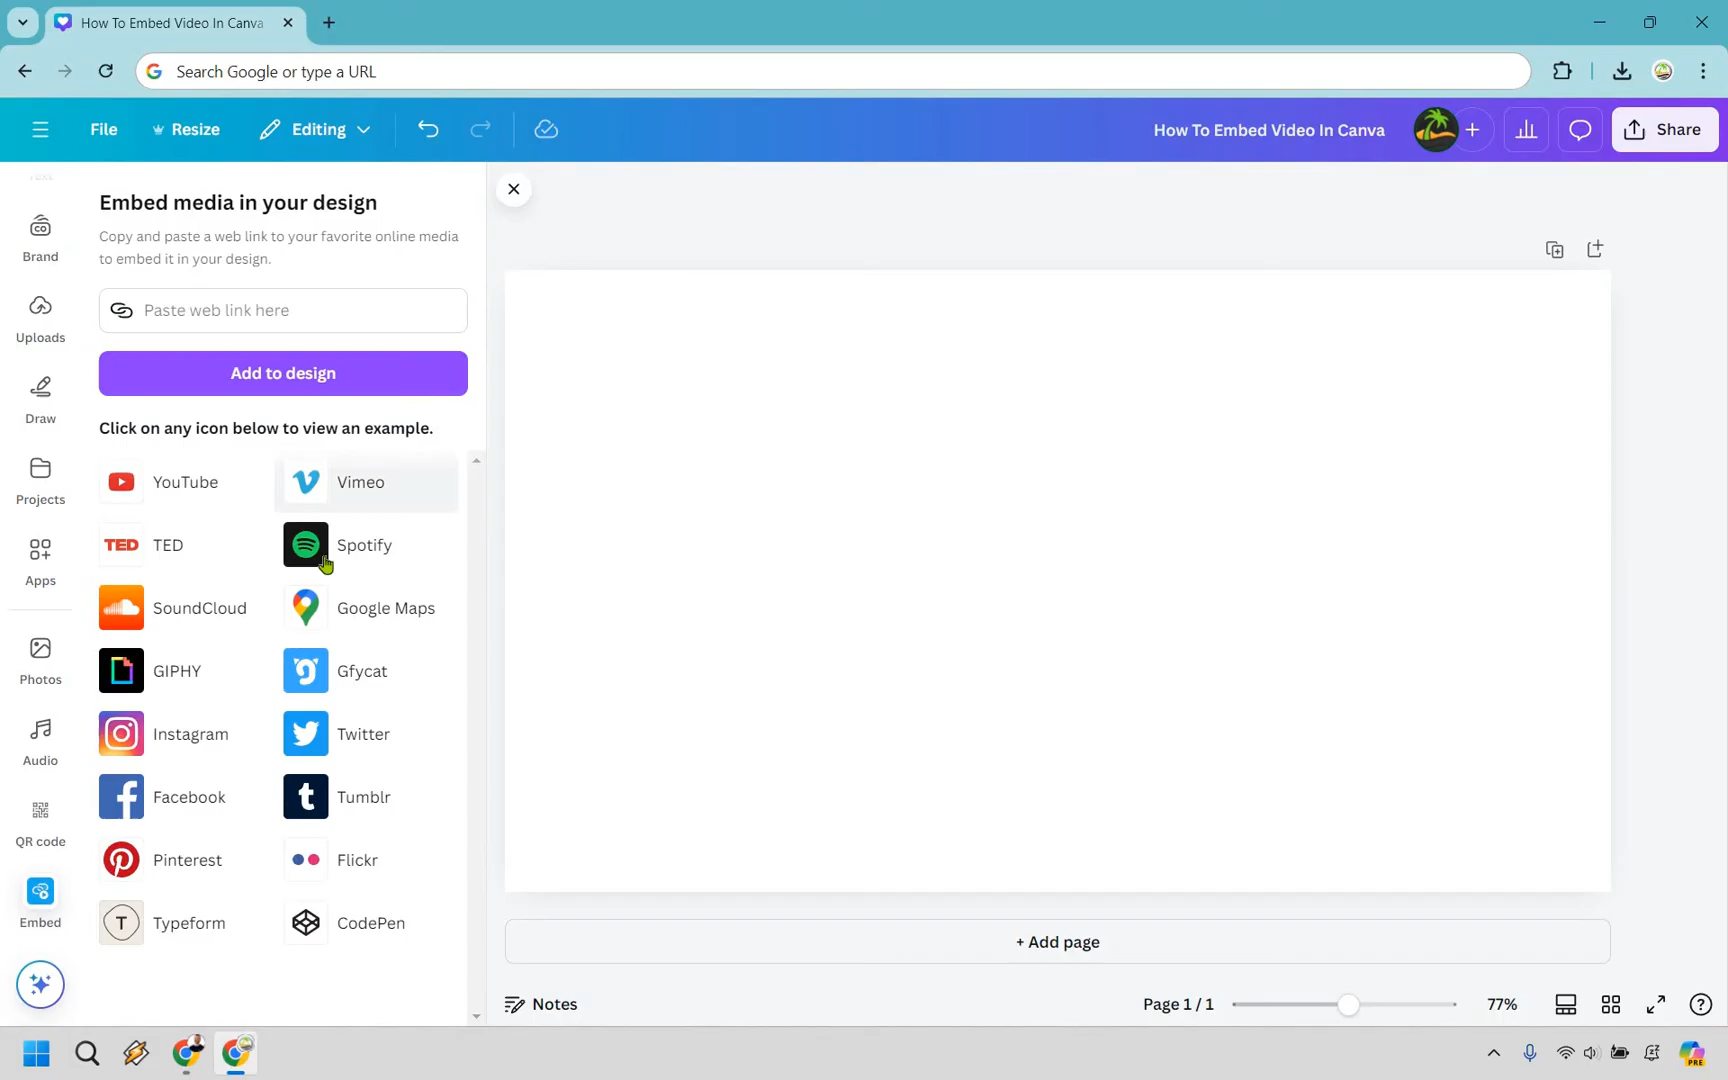 How To Embed Video In Canva
Search Google or type a URL
File
Resize
Editing
How To Embed Video In Canva
Share
Brand
Uploads
Draw
Projects
Apps
Photos
Audio
QR code
Embed
Embed media in your design
Copy and paste a web link to your favorite online media
to embed it in your design.
Paste web link here
Add to design
Click on any icon below to view an example.
YouTube
Vimeo
TED TED
Spotify
SoundCloud
Google Maps
GIPHY
Gfycat
Instagram
Twitter
Facebook
Tumblr
Pinterest
Flickr
T Typeform
CodePen
+ Add page
Notes
Page 1 / 1
77%
PRE